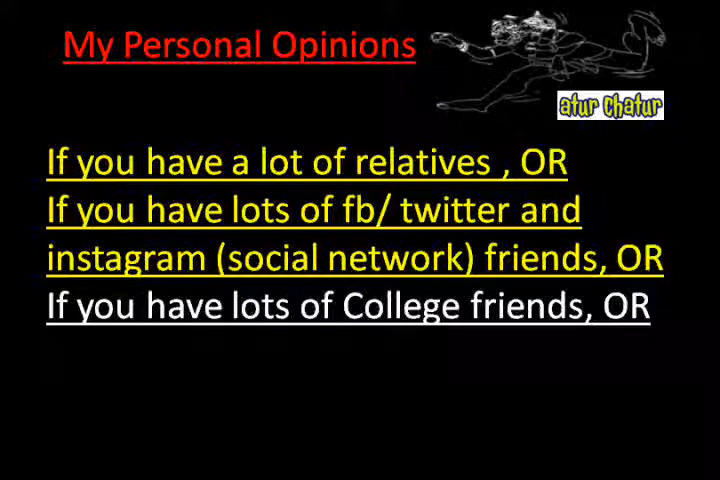 My Personal Opinions
atur chatur
If you have a lot of relatives , OR
If you have lots of fb/ twitter and
instagram (social network) friends, OR
If you have lots of College friends, OR